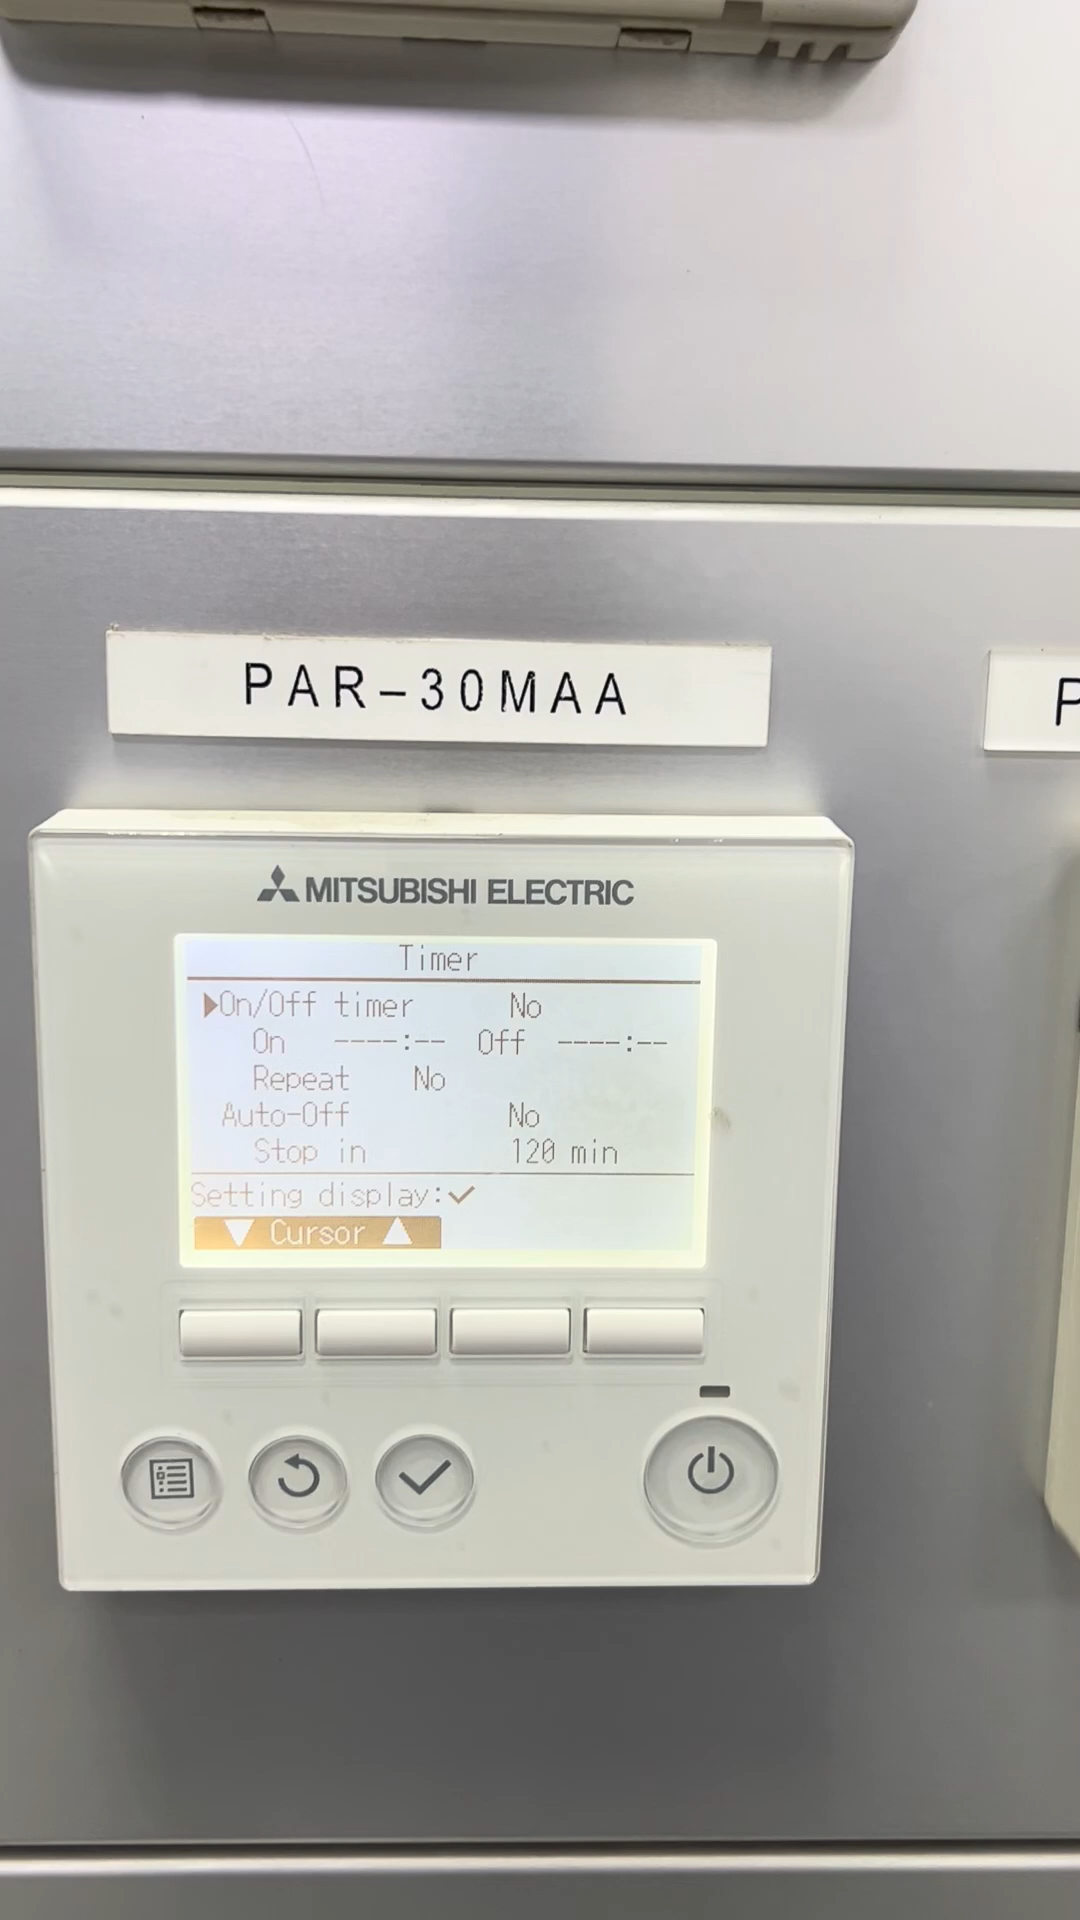 PAR-30MAA
P
MITSUBISHI ELECTRIC
Timer
▶On/Off timer No
On ----:-- Off ----:--
Repeat No
Auto-Off No
Stop in 120 min
Setting display:✓
▼ Cursor ▲